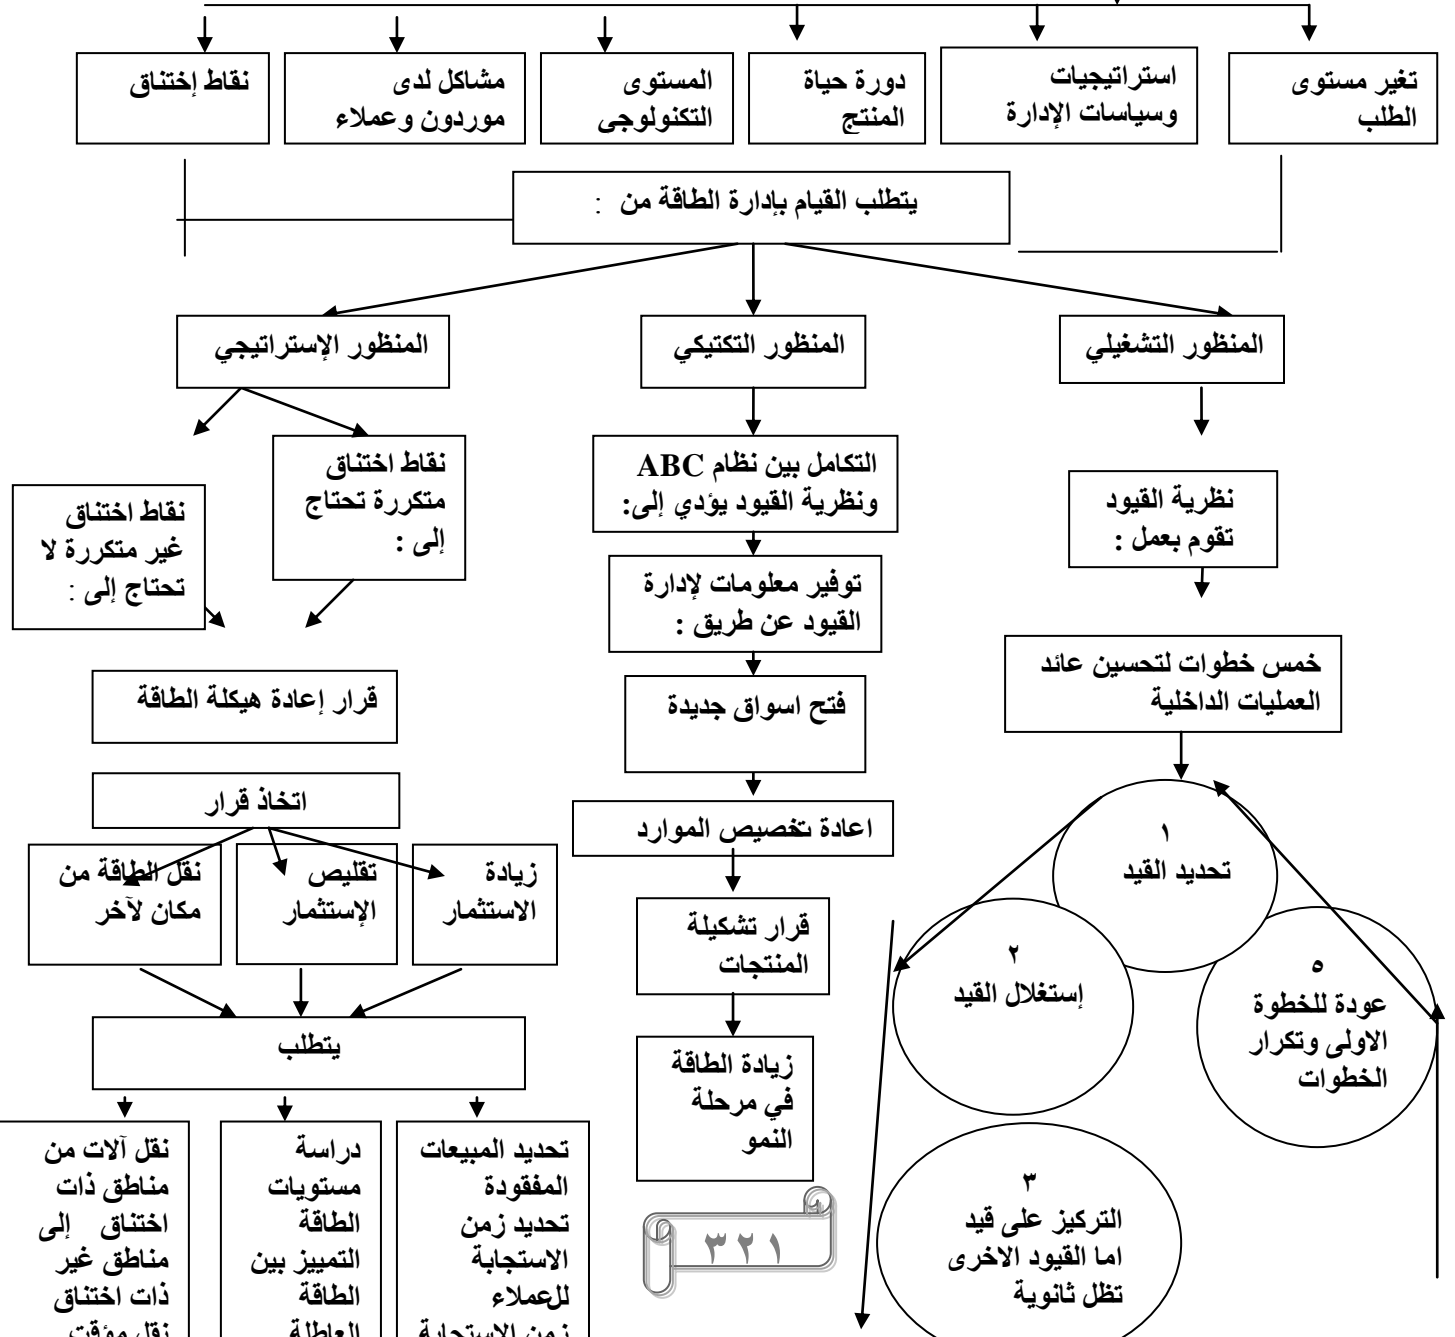 تغير مستوى
الطلب
استراتيجيات
وسياسات الإدارة
دورة حياة
المنتج
المستوى
التكنولوجى
مشاكل لدى
موردون وعملاء
نقاط إختناق
يتطلب القيام بإدارة الطاقة من :
المنظور التشغيلي
المنظور التكتيكي
المنظور الإستراتيجي
نظرية القيود
تقوم بعمل :
خمس خطوات لتحسين عائد
العمليات الداخلية
١
تحديد القيد
٢
إستغلال القيد
٥
عودة للخطوة
الاولى وتكرار
الخطوات
٣
التركيز على قيد
اما القيود الاخرى
تظل ثانوية
التكامل بين نظام ABC
ونظرية القيود يؤدي إلى:
توفير معلومات لإدارة
القيود عن طريق :
فتح اسواق جديدة
اعادة تخصيص الموارد
قرار تشكيلة
المنتجات
زيادة الطاقة
في مرحلة
النمو
نقاط اختناق
متكررة تحتاج
إلى :
نقاط اختناق
غير متكررة لا
تحتاج إلى :
قرار إعادة هيكلة الطاقة
اتخاذ قرار
زيادة
الاستثمار
تقليص
الإستثمار
نقل الطاقة من
مكان لآخر
يتطلب
تحديد المبيعات
المفقودة
تحديد زمن
الاستجابة
للعملاء
زمن الاستجابة
دراسة
مستويات
الطاقة
التمييز بين
الطاقة
العاطلة
نقل آلات من
مناطق ذات
اختناق إلى
مناطق غير
ذات اختناق
نقل مؤقت
٣٢١